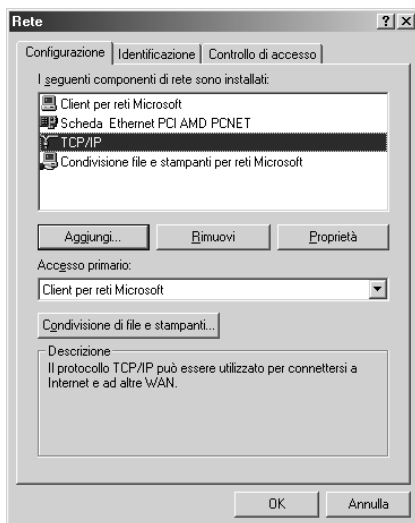 Rete
Configurazione Identificazione Controllo di accesso
I seguenti componenti di rete sono installati:
Client per reti Microsoft
Scheda Ethernet PCI AMD PCNET
TCP/IP
Condivisione file e stampanti per reti Microsoft
Aggiungi... Rimuovi Proprietà
Accesso primario:
Client per reti Microsoft
Condivisione di file e stampanti...
Descrizione
Il protocollo TCP/IP può essere utilizzato per connettersi a
Internet e ad altre WAN.
OK Annulla